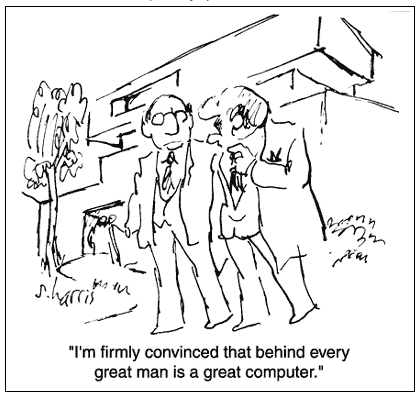 s. harris
"I'm firmly convinced that behind every
great man is a great computer."